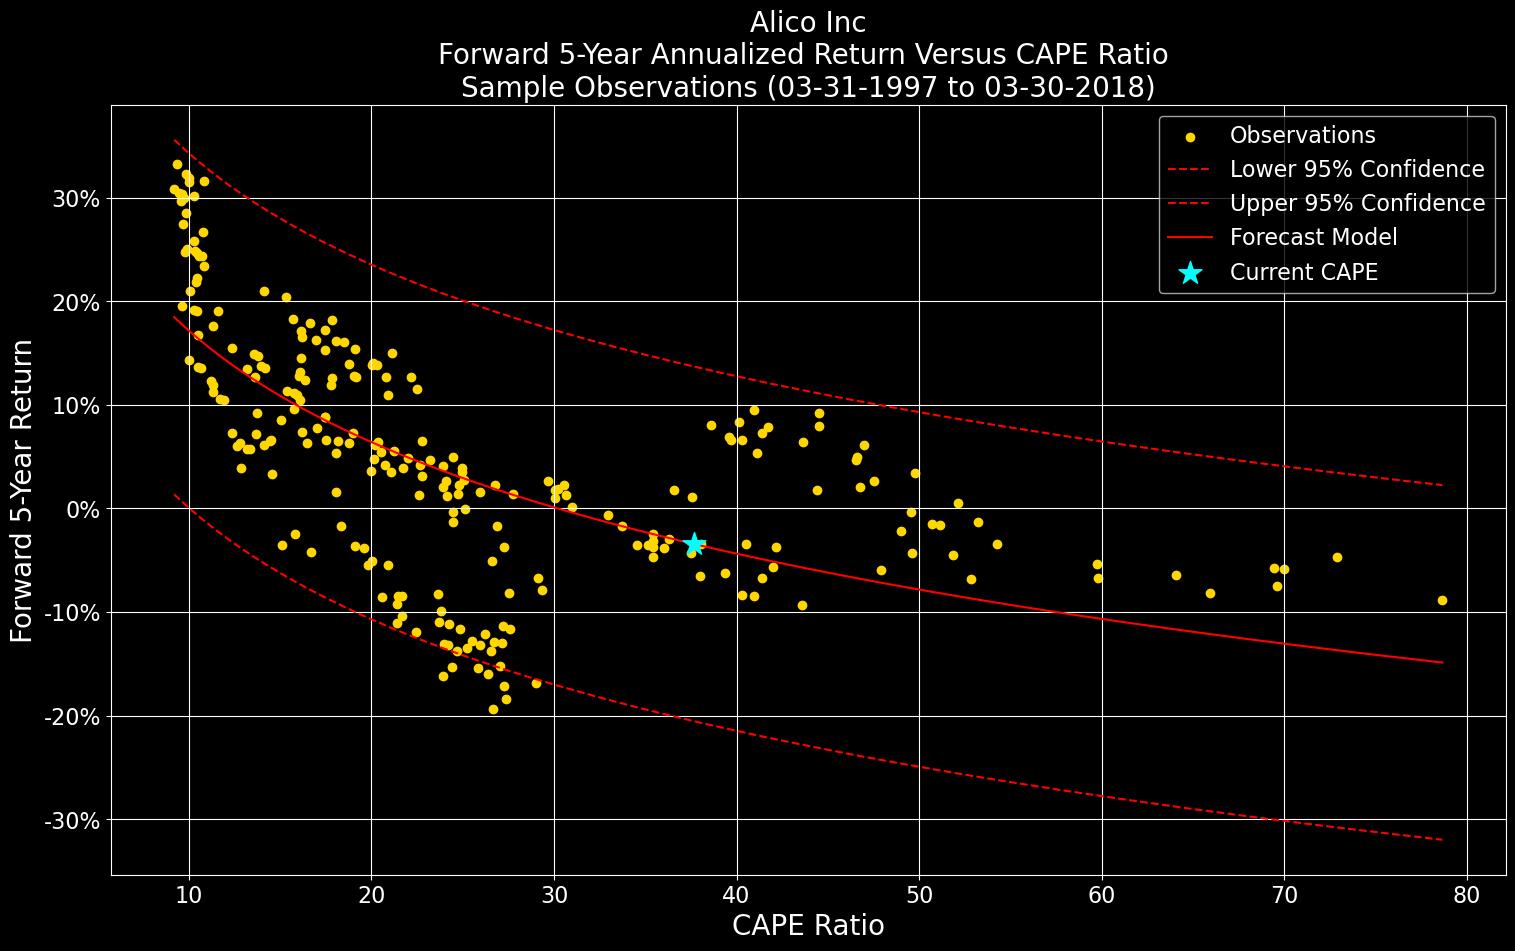 Alico Inc
Forward 5-Year Annualized Return Versus CAPE Ratio
Sample Observations (03-31-1997 to 03-30-2018)
Observations
Lower 95% Confidence
Upper 95% Confidence
Forecast Model
Current CAPE
Forward 5-Year Return
30%
20%
10%
0%
-10%
-20%
-30%
10 20 30 40 50 60 70 80
CAPE Ratio